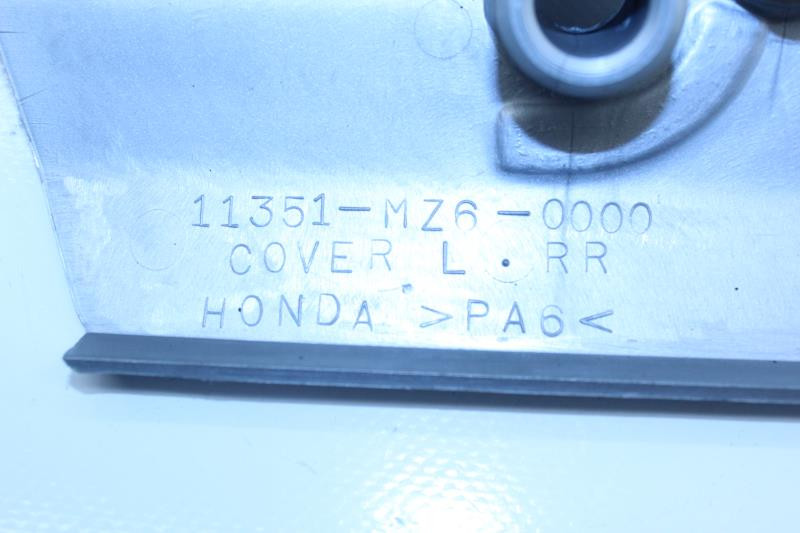 11351-MZ6-0000
COVER L. RR
HONDA >PA6<